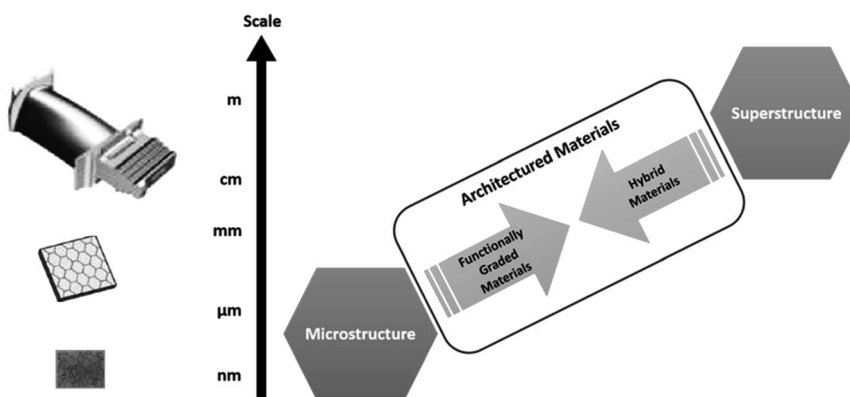 Scale
m
cm
mm
μm
nm
Superstructure
Architectured Materials
Hybrid
Materials
Functionally
Graded
Materials
Microstructure